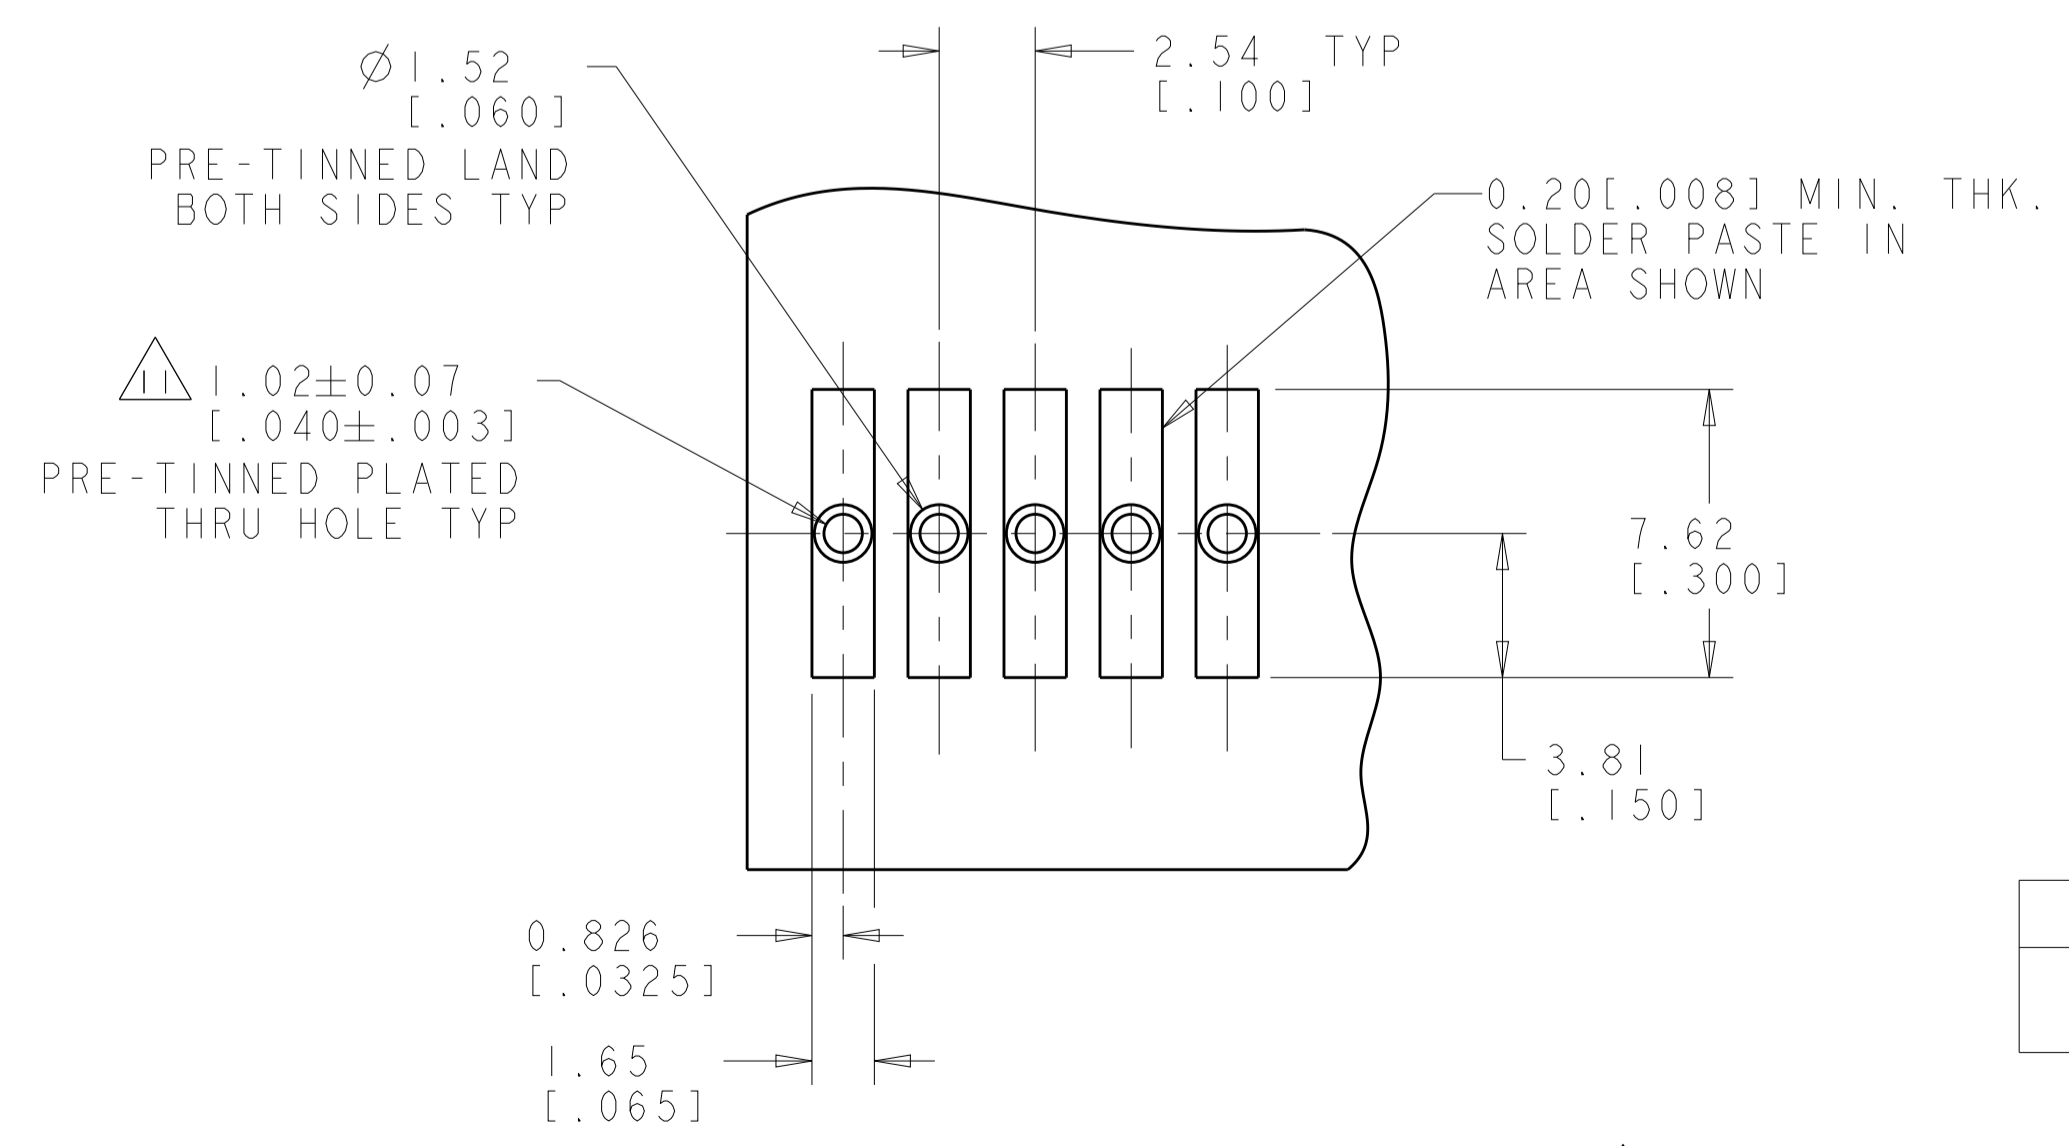 Ø1.52
[.060]
PRE-TINNED LAND
BOTH SIDES TYP
2.54 TYP
[.100]
0.20[.008] MIN. THK.
SOLDER PASTE IN
AREA SHOWN
11
1.02±0.07
[.040±.003]
PRE-TINNED PLATED
THRU HOLE TYP
7.62
[.300]
3.81
[.150]
0.826
[.0325]
1.65
[.065]